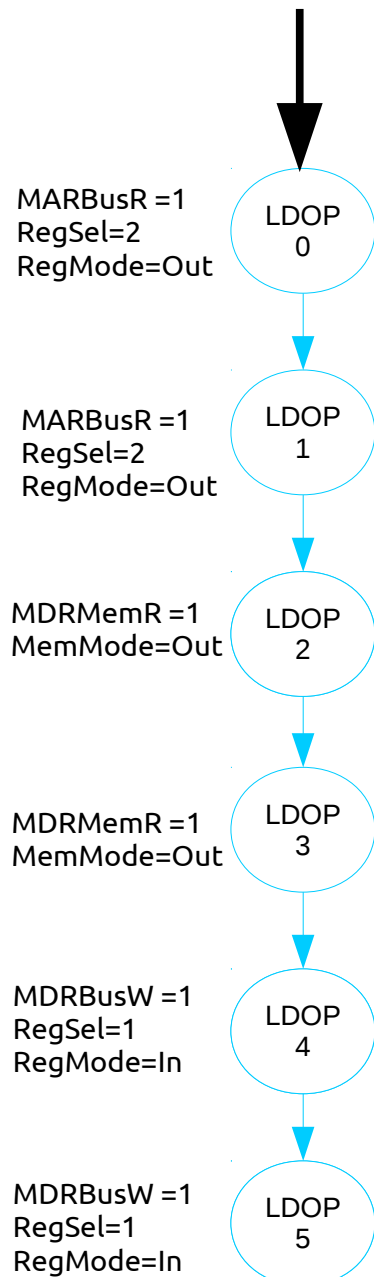 MARBusR =1
RegSel=2
RegMode=Out
LDOP
0
MARBusR =1
RegSel=2
RegMode=Out
LDOP
1
MDRMemR =1
MemMode=Out
LDOP
2
MDRMemR =1
MemMode=Out
LDOP
3
MDRBusW =1
RegSel=1
RegMode=In
LDOP
4
MDRBusW =1
RegSel=1
RegMode=In
LDOP
5